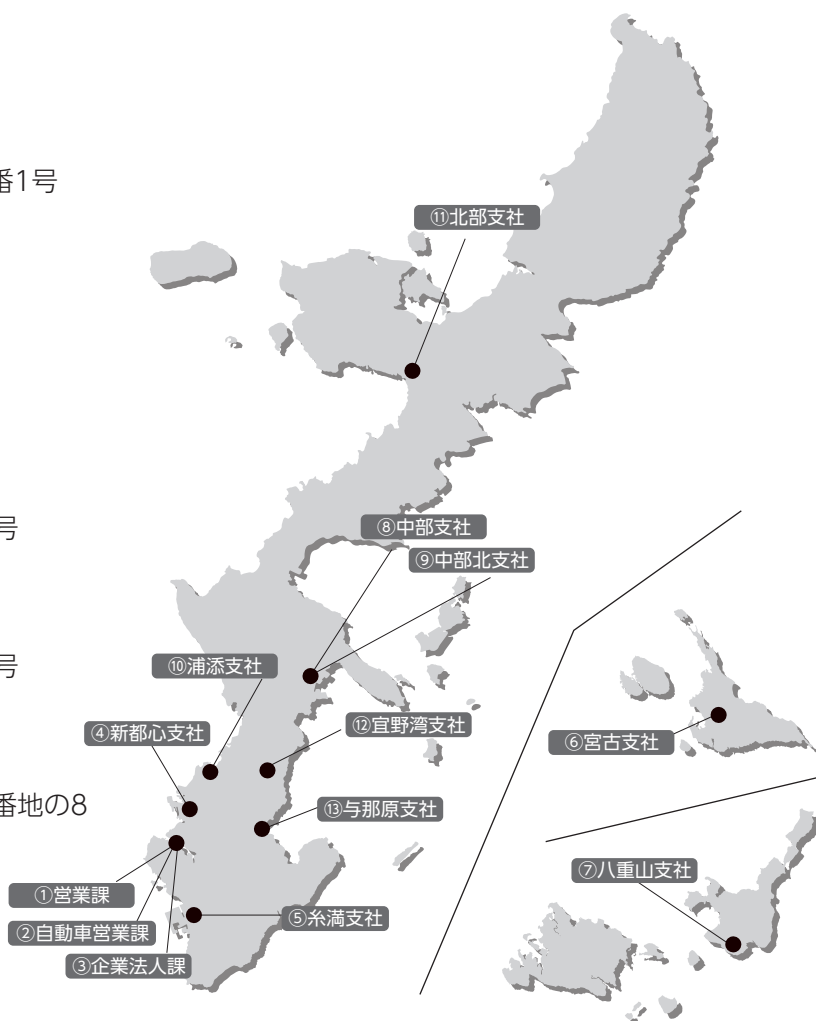 番1号
⑪北部支社
号
⑧中部支社
⑨中部北支社
号
⑩浦添支社
④新都心支社
⑫宜野湾支社
⑥宮古支社
番地の8
⑬与那原支社
⑦八重山支社
①営業課
⑤糸満支社
②自動車営業課
③企業法人課